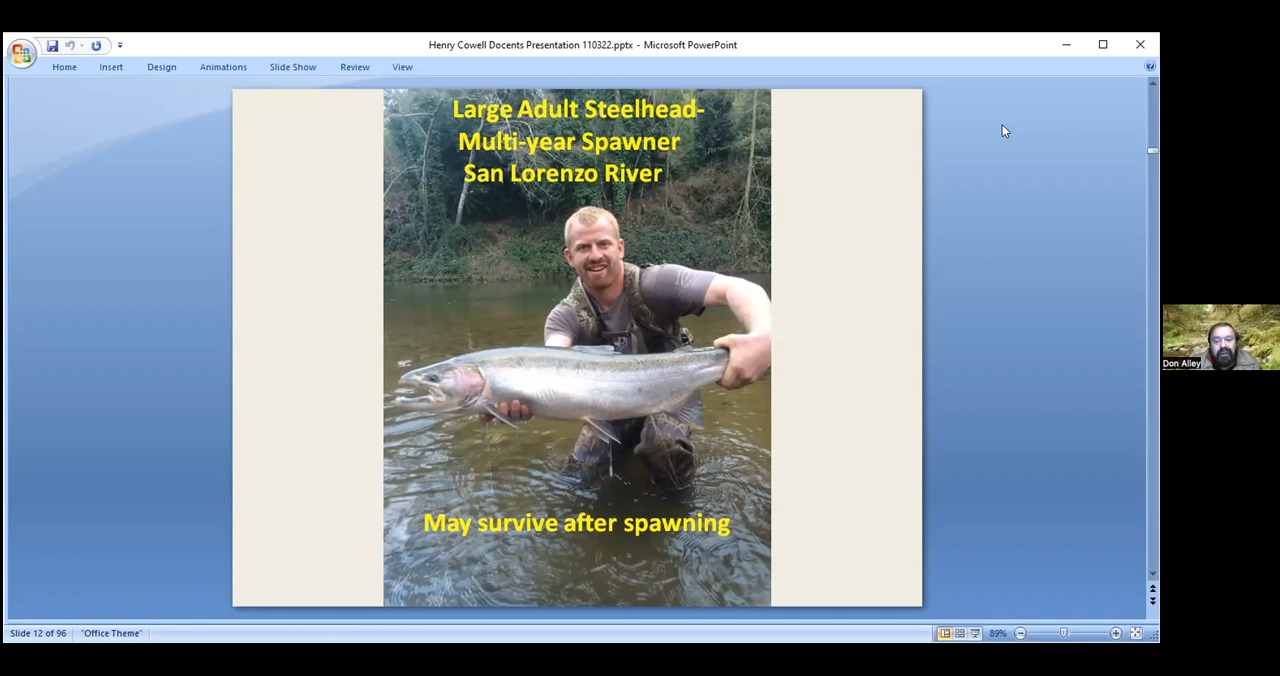 Henry Cowell Docents Presentation 110322.pptx - Microsoft PowerPoint
Home Insert Design Animations Slide Show Review View
Large Adult Steelhead-
Multi-year Spawner
San Lorenzo River
May survive after spawning
Don Alley
Slide 12 of 96 "Office Theme" 89%